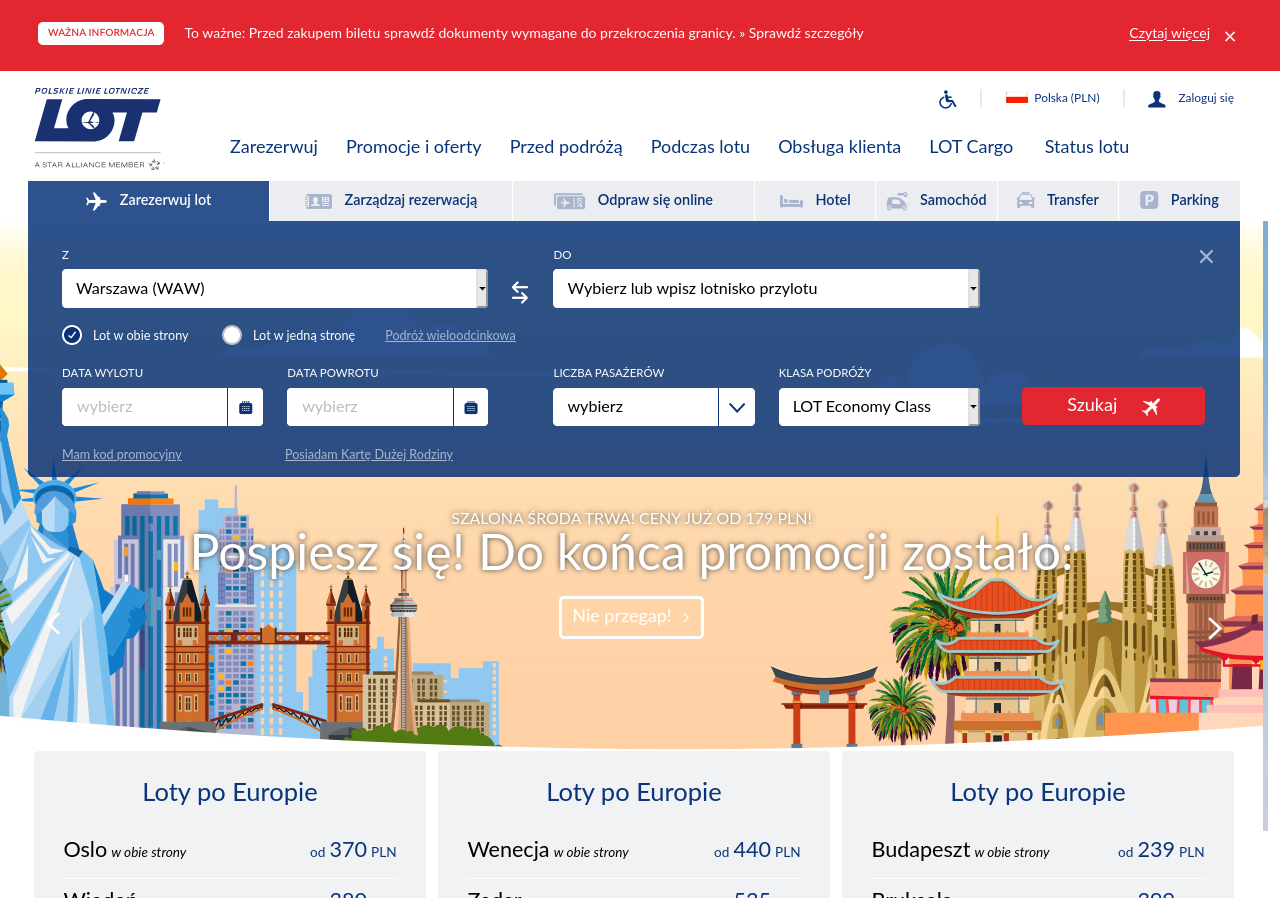 WAŻNA INFORMACJA
To ważne: Przed zakupem biletu sprawdź dokumenty wymagane do przekroczenia granicy. » Sprawdź szczegóły
Czytaj więcej
POLSKIE LINIE LOTNICZE
LOT
A STAR ALLIANCE MEMBER
Polska (PLN)
Zaloguj się
Zarezerwuj
Promocje i oferty
Przed podróżą
Podczas lotu
Obsługa klienta
LOT Cargo
Status lotu
Zarezerwuj lot
Zarządzaj rezerwacją
Odpraw się online
Hotel
Samochód
Transfer
P
Parking
Z
DO
Warszawa (WAW)
Wybierz lub wpisz lotnisko przylotu
Lot w obie strony
Lot w jedną stronę
Podróż wieloodcinkowa
DATA WYLOTU
DATA POWROTU
LICZBA PASAŻERÓW
KLASA PODRÓŻY
wybierz
wybierz
wybierz
LOT Economy Class
Szukaj
Mam kod promocyjny
Posiadam Kartę Dużej Rodziny
SZALONA ŚRODA TRWA! CENY JUŻ OD 179 PLN!
Pospiesz się! Do końca promocji zostało:
Nie przegap!
Loty po Europie
Oslo w obie strony od 370 PLN
Loty po Europie
Wenecja w obie strony od 440 PLN
Loty po Europie
Budapeszt w obie strony od 239 PLN